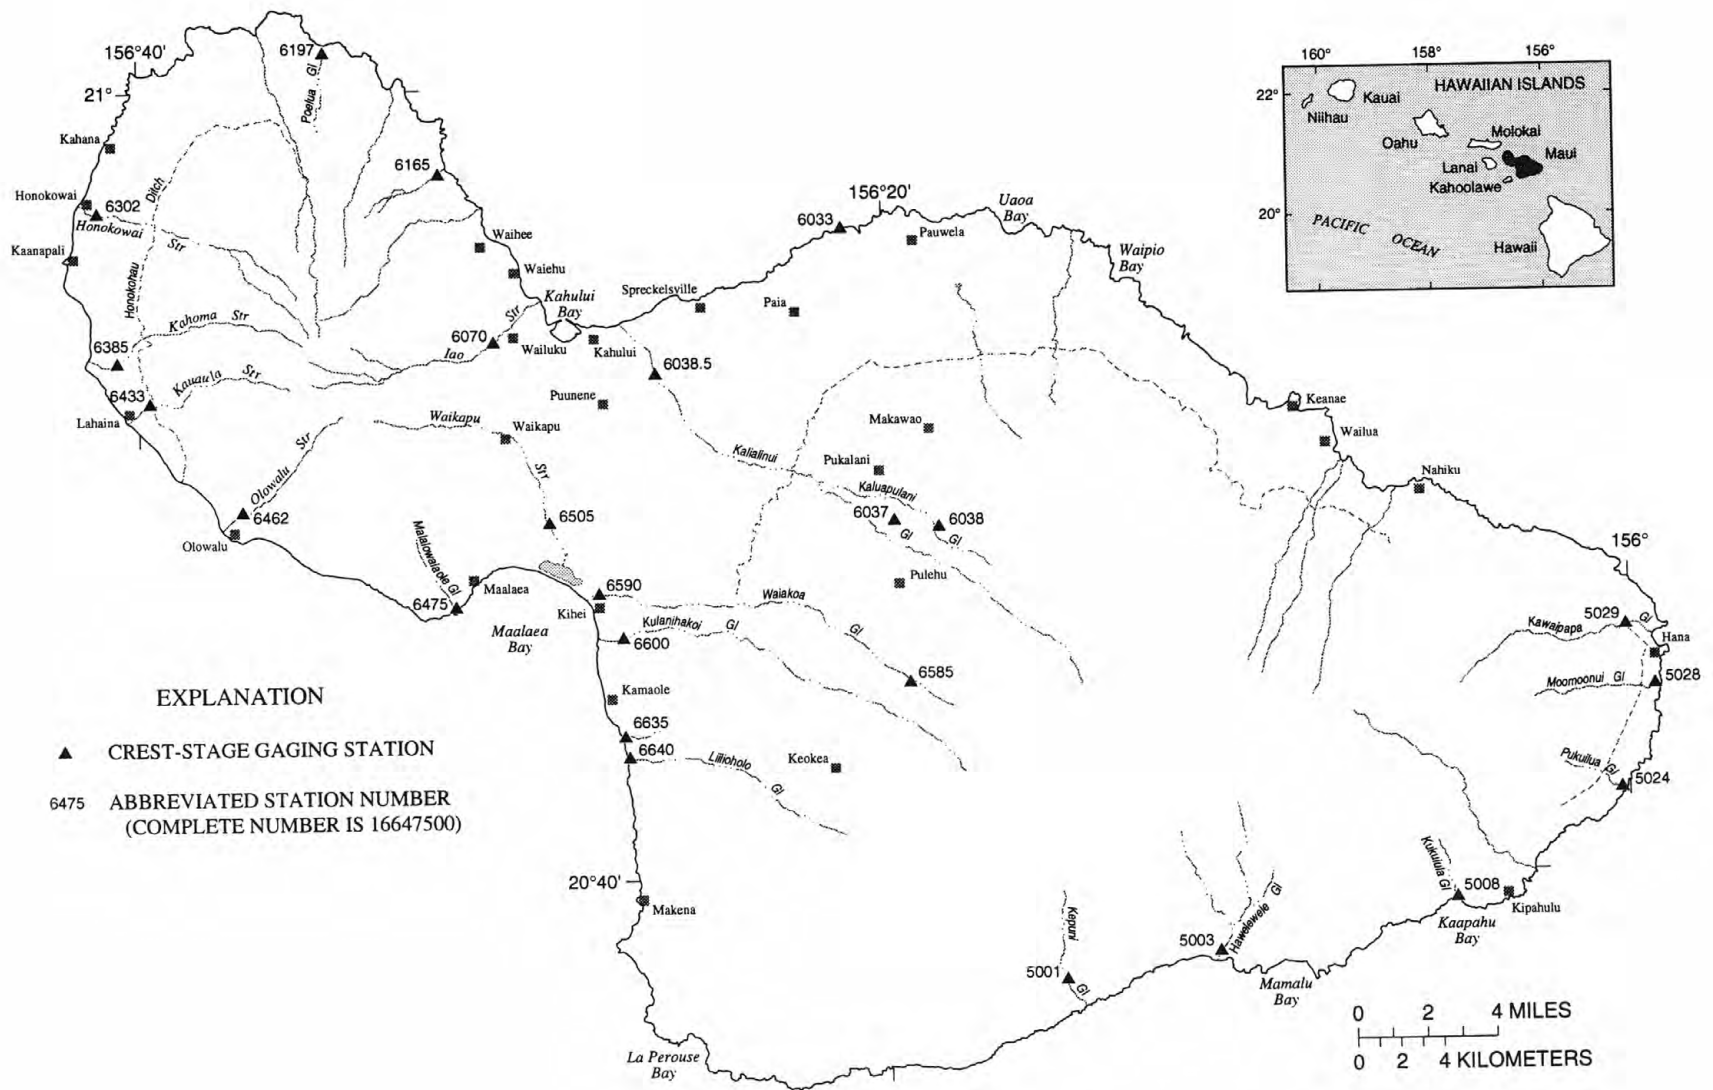 156°40'
6197
Poelua Gl
21°
Kahana
6165
Ditch
Honokowai
6302
Honokowai
Str
Kaanapali
Honokohau
Waihee
Waiehu
Kahului
Bay
Str
Kahoma Str
6385
6070
Iao
Wailuku
Kahului
6433
Kauaula Str
Lahaina
Puunene
6038.5
Spreckelsville
Paia
6033
156°20'
Pauwela
Uaoa
Bay
Waipio
Bay
160° 158° 156°
HAWAIIAN ISLANDS
22°
Kauai
Niihau
Oahu
Molokai
Maui
Lanai
Kahoolawe
20°
PACIFIC OCEAN
Hawaii
Waikapu
Waikapu
Str
Olowalu Str
6462
Olowalu
6505
Malalowaiaole Gl
6475
Maalaea
Maalaea
Bay
Kalialinui
Makawao
Pukalani
Kaluapulani
6037
Gl
6038
Gl
Pulehu
Keanae
Wailua
Nahiku
156°
6590
Kihei
Waiakoa
Gl
Kulanihakoi Gl
6600
6585
Kamaole
6635
6640
Liilioholo
Gl
Keokea
5029
Gl
Kawaipapa
Hana
Moomoonui Gl
5028
Pukuilua Gl
5024
EXPLANATION
CREST-STAGE GAGING STATION
6475 ABBREVIATED STATION NUMBER
(COMPLETE NUMBER IS 16647500)
20°40'
Makena
Kepuni
5001
Gl
5003
Hawelewele Gl
Kukuiula Gl
5008
Kipahulu
Kaapahu
Bay
Mamalu
Bay
La Perouse
Bay
0 2 4 MILES
0 2 4 KILOMETERS